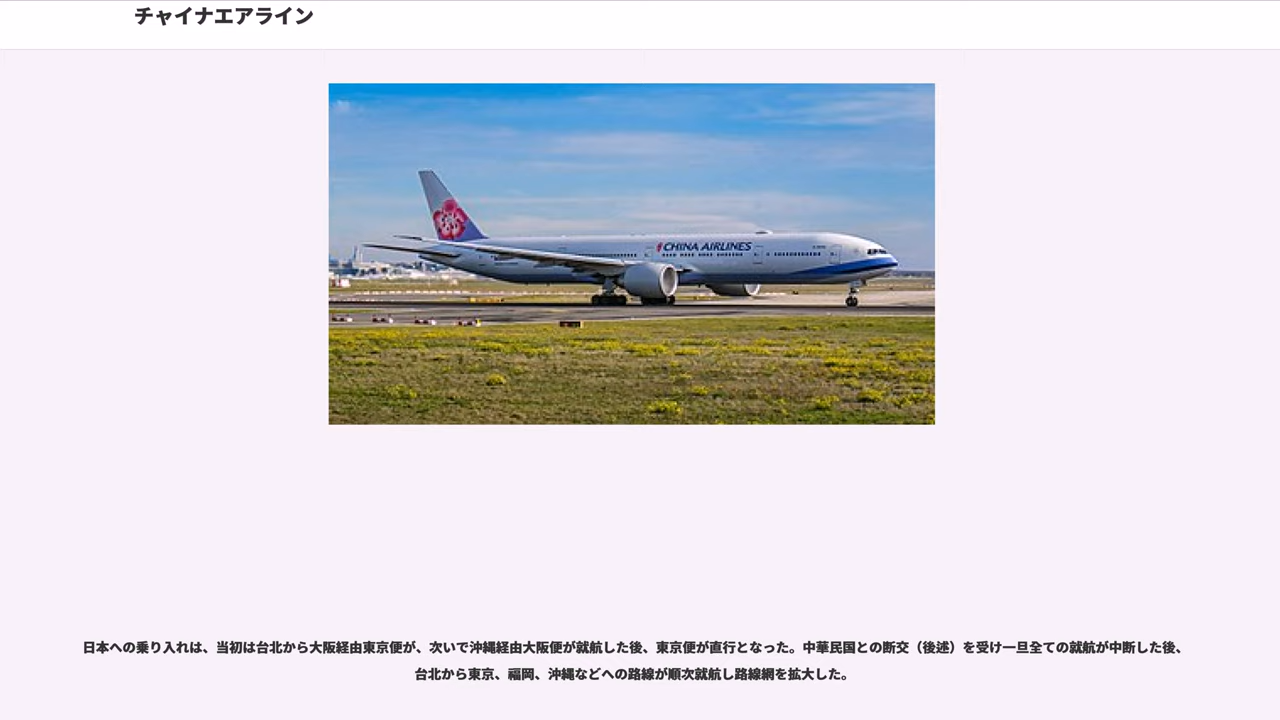 チャイナエアライン
CHINA AIRLINES
日本への乗り入れは、当初は台北から大阪経由東京便が、次いで沖縄経由大阪便が就航した後、東京便が直行となった。中華民国との断交（後述）を受け一旦全ての就航が中断した後、
台北から東京、福岡、沖縄などへの路線が順次就航し路線網を拡大した。